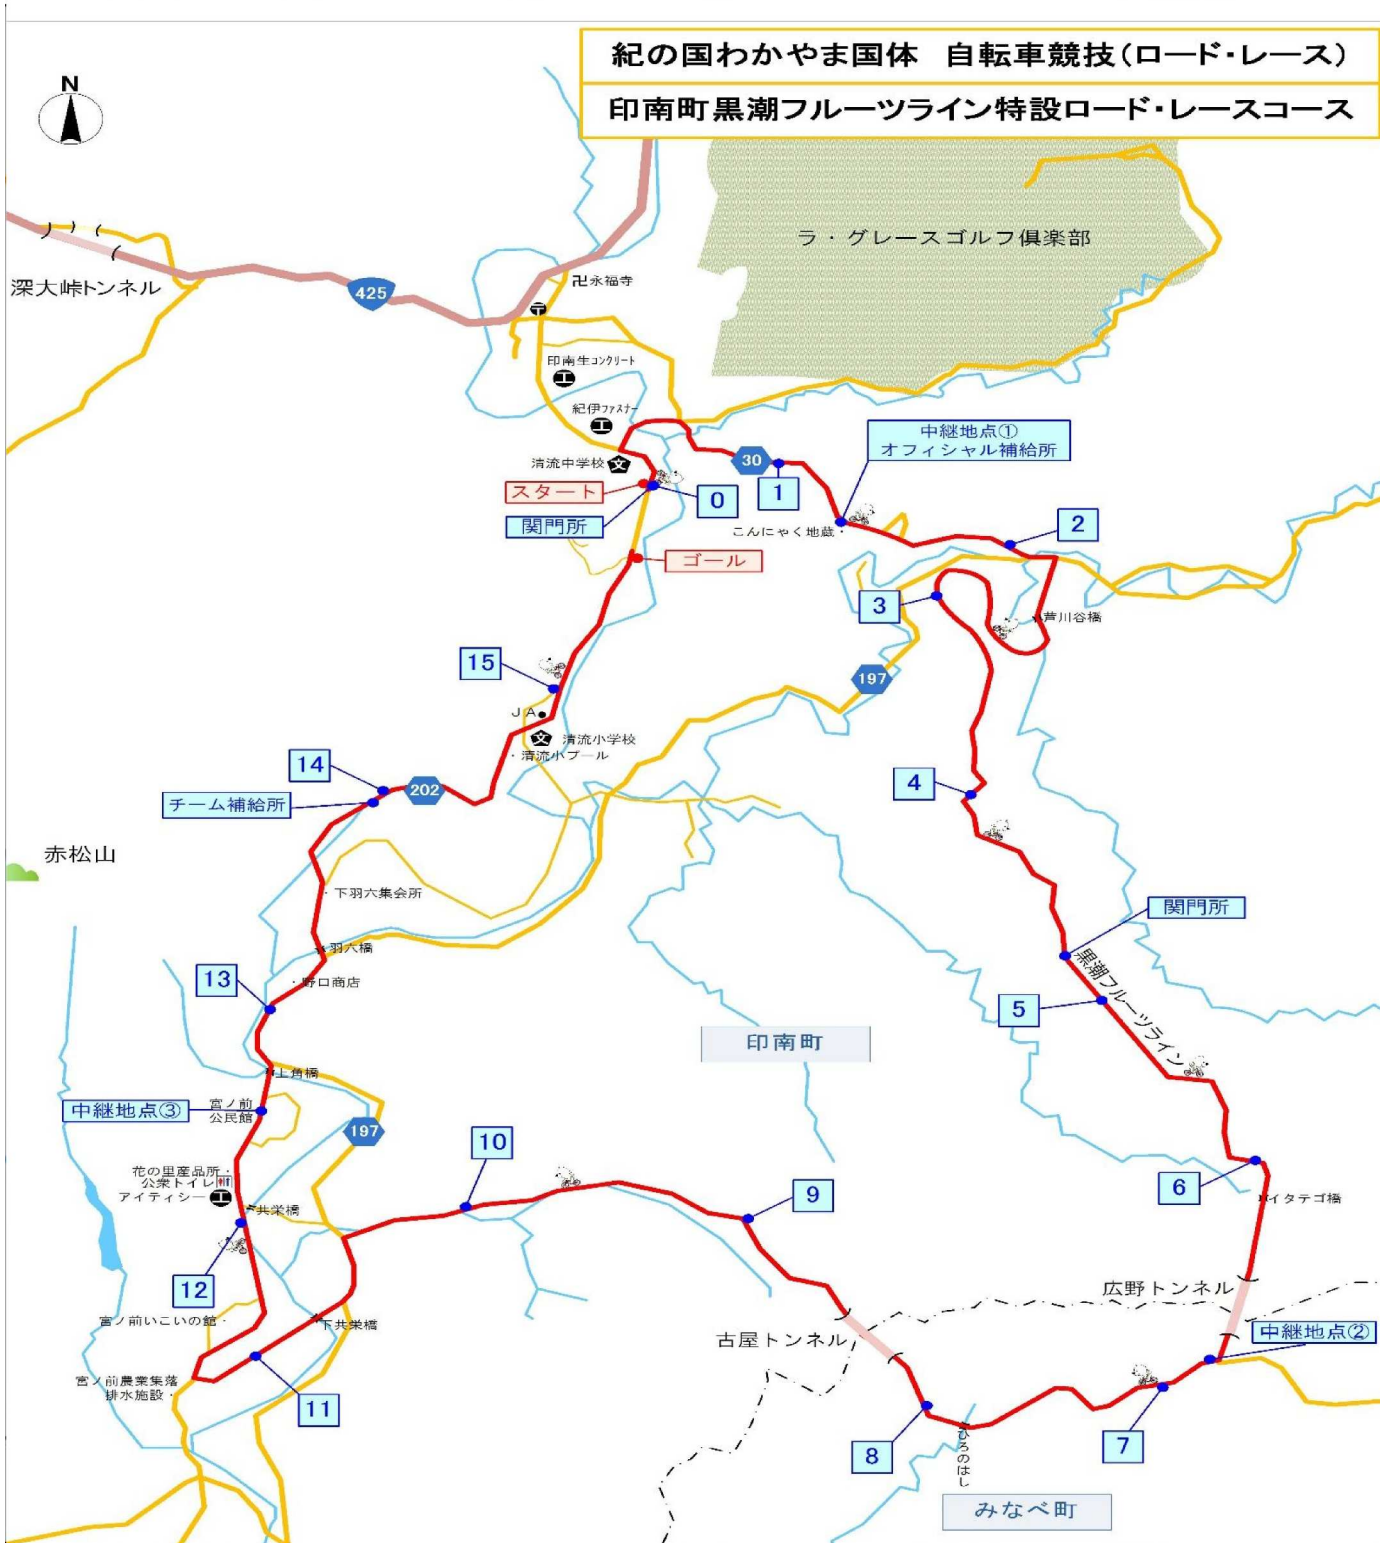 紀の国わかやま国体 自転車競技(ロード・レース)
印南町黒潮フルーツライン特設ロード・レースコース
N
ラ・グレースゴルフ倶楽部
卍永福寺
深大峠トンネル
425
〒
印南生コンクリート
工
紀伊ファスナー
工
中継地点①
オフィシャル補給所
清流中学校
文
30
1
スタート
0
関門所
こんにゃく地蔵
2
ゴール
3
芦川谷橋
15
197
JA
文
清流小学校
清流小プール
14
202
4
チーム補給所
赤松山
下羽六集会所
関門所
羽六橋
黒潮フルーツライン
13
野口商店
5
印南町
上角橋
中継地点③
宮ノ前
公民館
197
10
花の里産品所
公衆トイレ
アイティシー
工
6
9
イタテゴ橋
共栄橋
12
広野トンネル
宮ノ前いこいの館
下共栄橋
古屋トンネル
中継地点②
宮ノ前農業集落
排水施設
11
7
8
ひろのはし
みなべ町